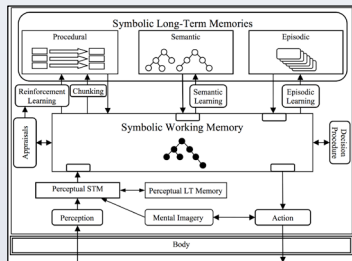 Symbolic Long-Term Memories
Procedural
Semantic
Episodic
Reinforcement
Learning
Chunking
Semantic
Learning
Episodic
Learning
Symbolic Working Memory
Appraisals
Decision
Procedure
Perceptual STM
Perceptual LT Memory
Perception
Mental Imagery
Action
Body